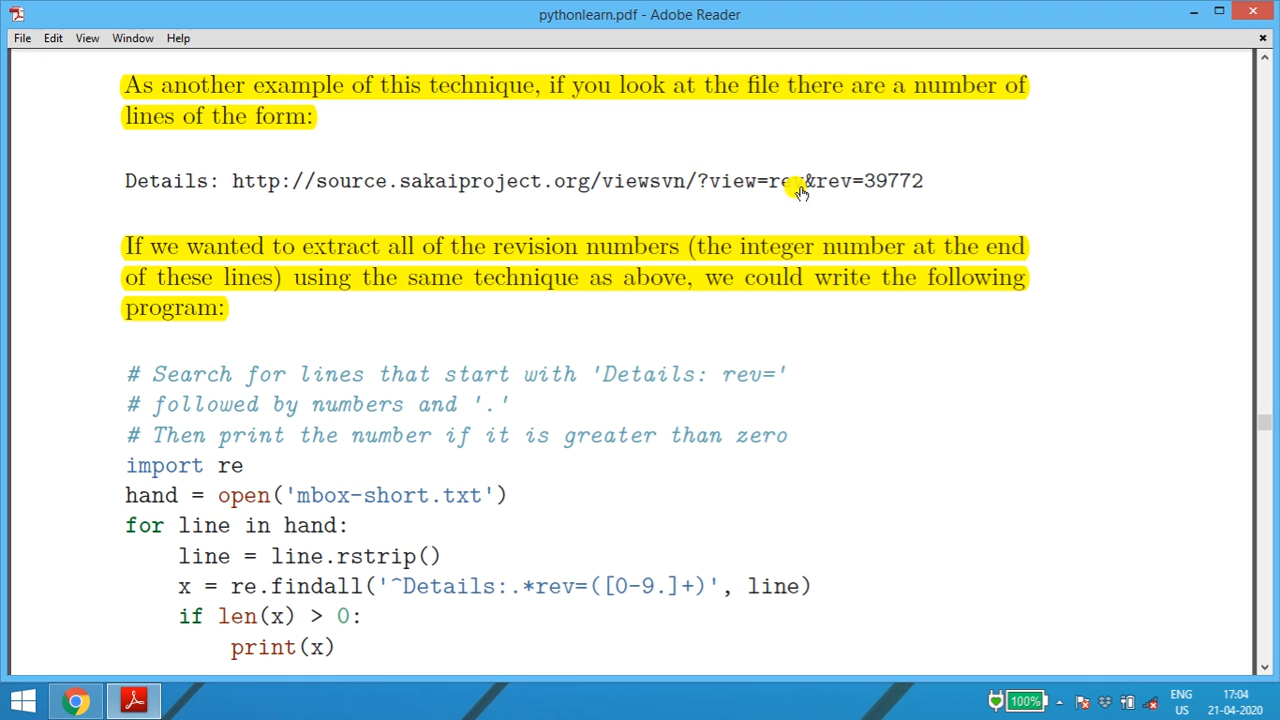 pythonlearn.pdf - Adobe Reader
File Edit View Window Help
As another example of this technique, if you look at the file there are a number of
lines of the form:
Details: http://source.sakaiproject.org/viewsvn/?view=rev&rev=39772
If we wanted to extract all of the revision numbers (the integer number at the end
of these lines) using the same technique as above, we could write the following
program:
# Search for lines that start with 'Details: rev='
# followed by numbers and '.'
# Then print the number if it is greater than zero
import re
hand = open('mbox-short.txt')
for line in hand:
    line = line.rstrip()
    x = re.findall('^Details:.*rev=([0-9.]+)', line)
    if len(x) > 0:
        print(x)
100% ENG 17:04
US 21-04-2020